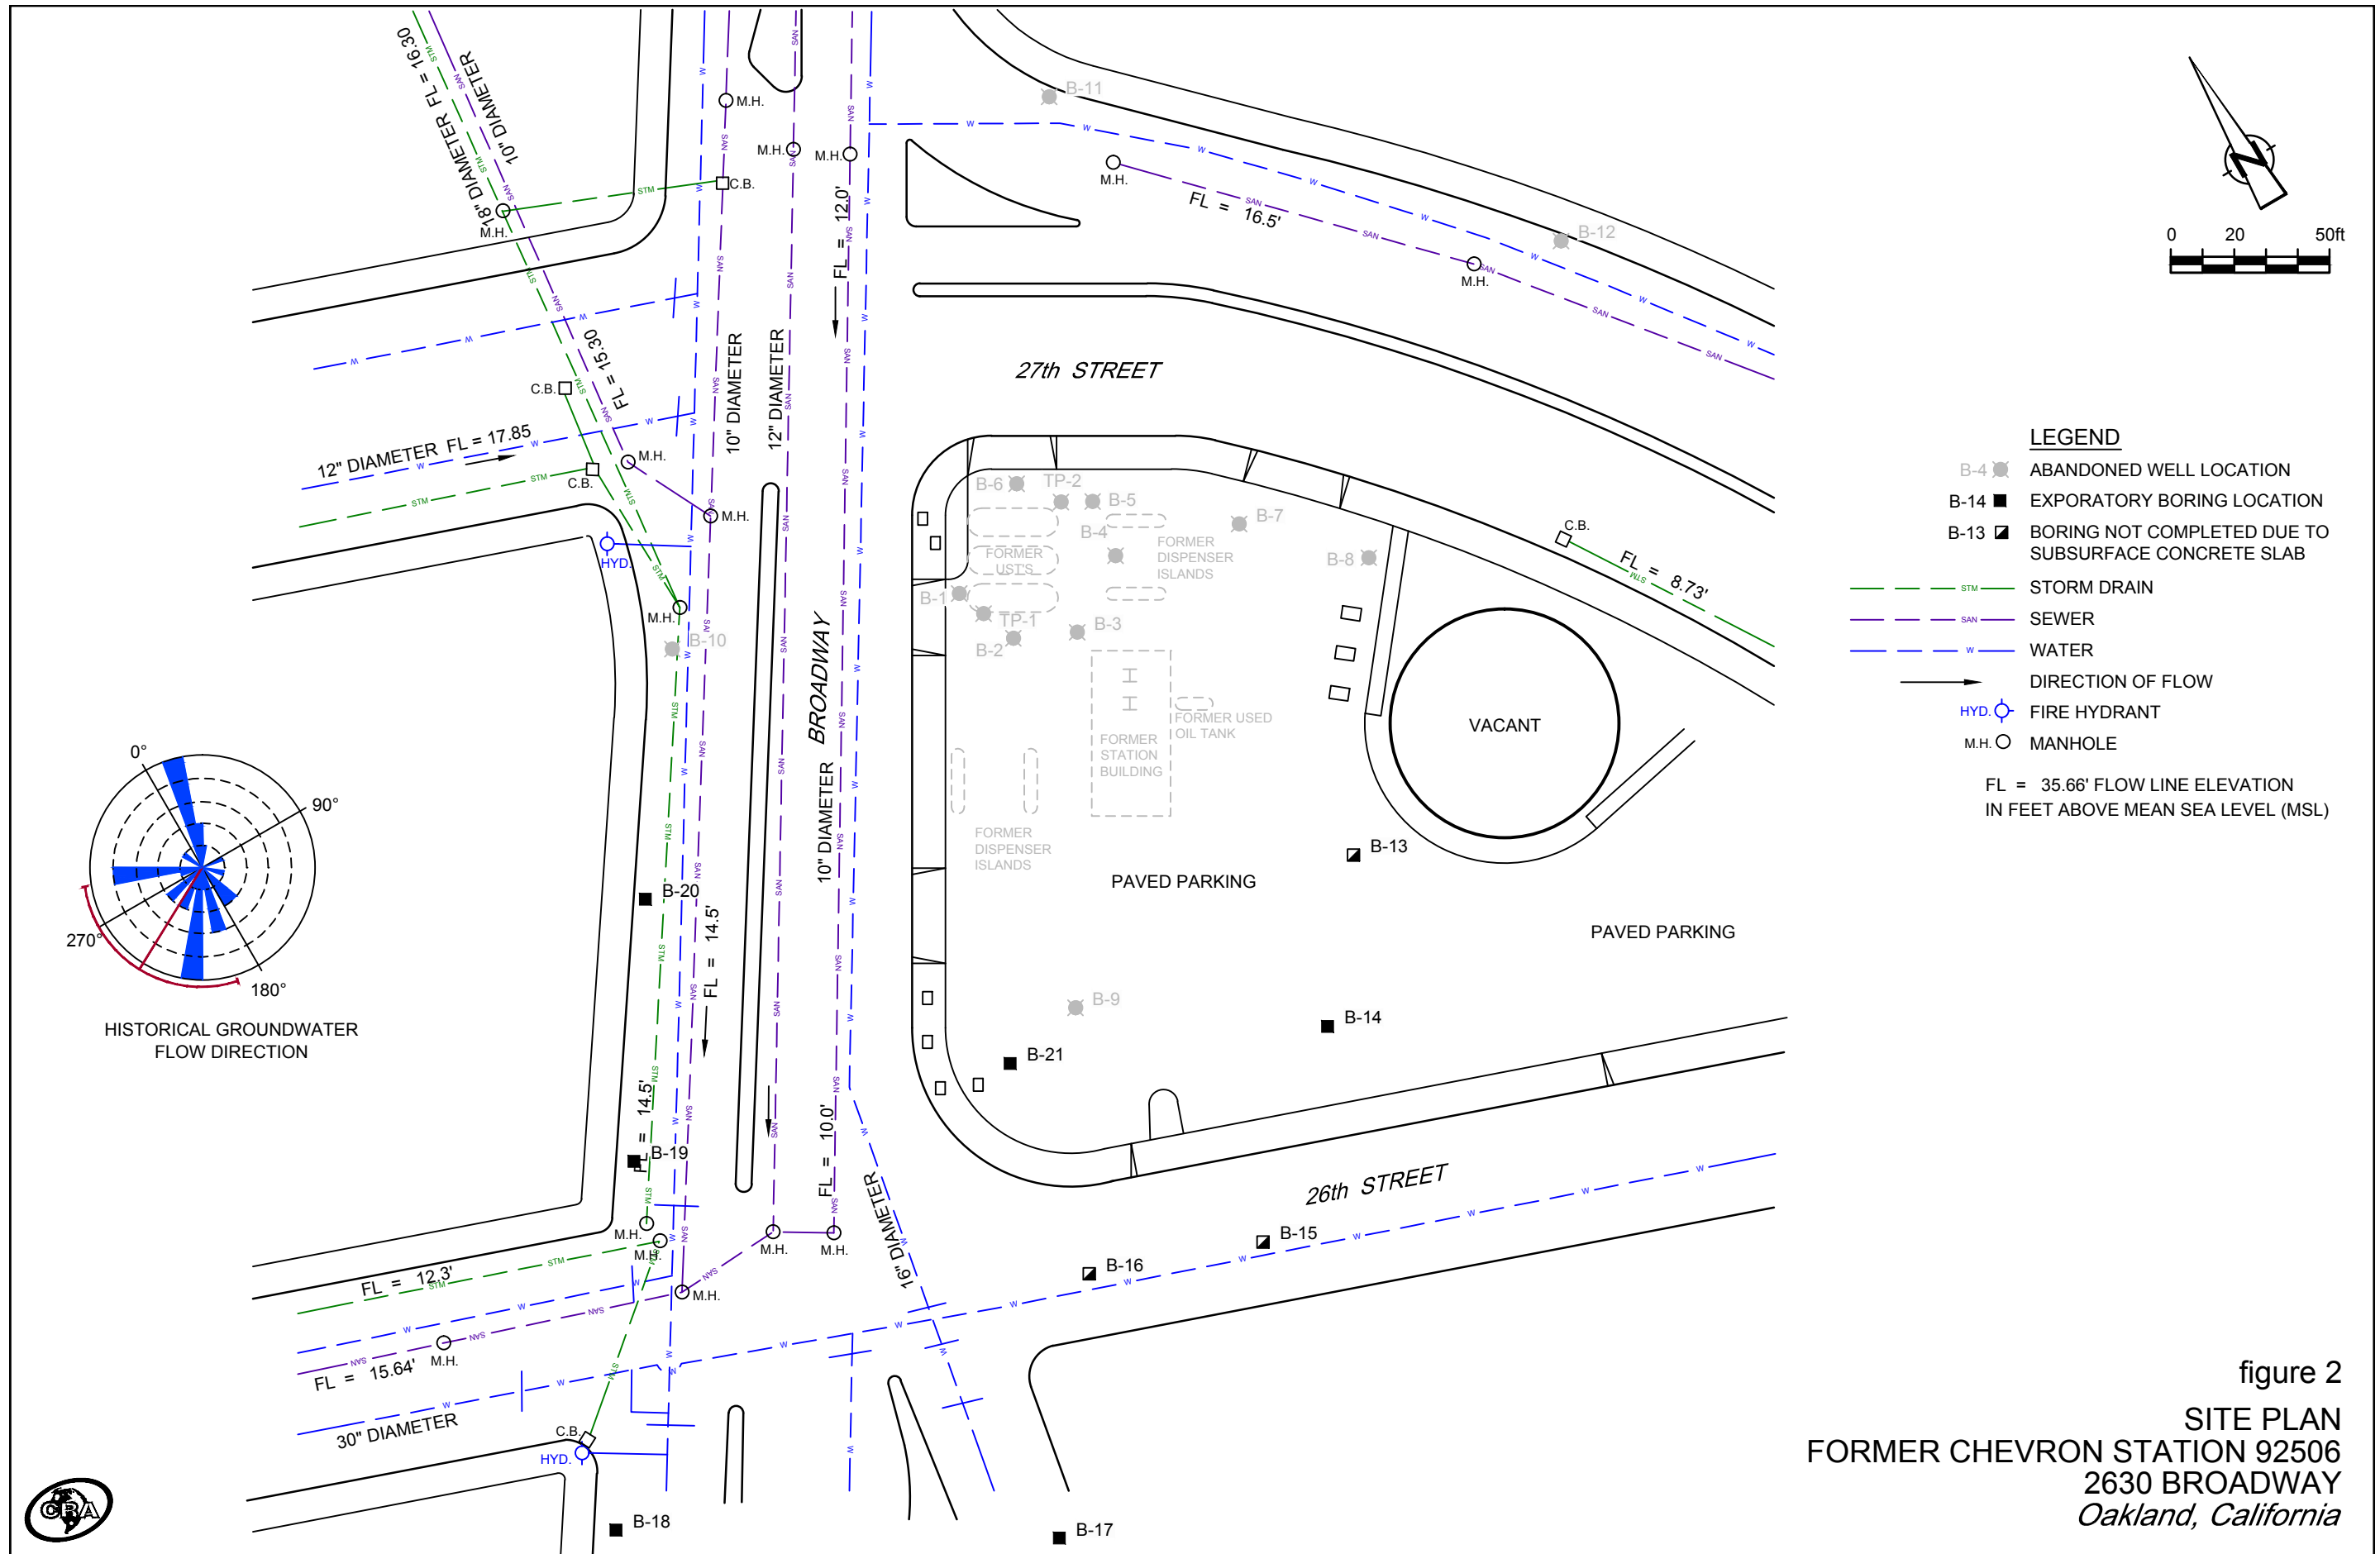 18" DIAMETER FL = 16.30
10" DIAMETER
STM
SAN
W
M.H.
M.H.
M.H.
M.H.
C.B.
FL = 12.0'
B-11
M.H.
FL = 16.5'
B-12
M.H.
N
0 20 50ft
FL = 15.30
C.B.
12" DIAMETER FL = 17.85
C.B.
M.H.
M.H.
HYD.
M.H.
B-10
10" DIAMETER
12" DIAMETER
27th STREET
BROADWAY
10" DIAMETER
B-6
TP-2
B-5
B-4
B-7
B-8
FORMER
UST'S
FORMER
DISPENSER
ISLANDS
B-1
TP-1
B-2
B-3
FORMER
STATION
BUILDING
FORMER USED
OIL TANK
FORMER
DISPENSER
ISLANDS
C.B.
FL = 8.73'
VACANT
B-13
PAVED PARKING
PAVED PARKING
B-9
B-14
B-21
B-20
FL = 14.5'
FL = 14.5'
B-19
FL = 10.0'
M.H.
M.H.
M.H.
M.H.
M.H.
16" DIAMETER
26th STREET
B-15
B-16
FL = 12.3'
M.H.
FL = 15.64'
30" DIAMETER
C.B.
HYD.
B-18
B-17
0°
90°
180°
270°
HISTORICAL GROUNDWATER
FLOW DIRECTION
LEGEND
B-4 ABANDONED WELL LOCATION
B-14 EXPORATORY BORING LOCATION
B-13 BORING NOT COMPLETED DUE TO
SUBSURFACE CONCRETE SLAB
STM STORM DRAIN
SAN SEWER
W WATER
DIRECTION OF FLOW
HYD. FIRE HYDRANT
M.H. MANHOLE
FL = 35.66' FLOW LINE ELEVATION
IN FEET ABOVE MEAN SEA LEVEL (MSL)
figure 2
SITE PLAN
FORMER CHEVRON STATION 92506
2630 BROADWAY
Oakland, California
CRA